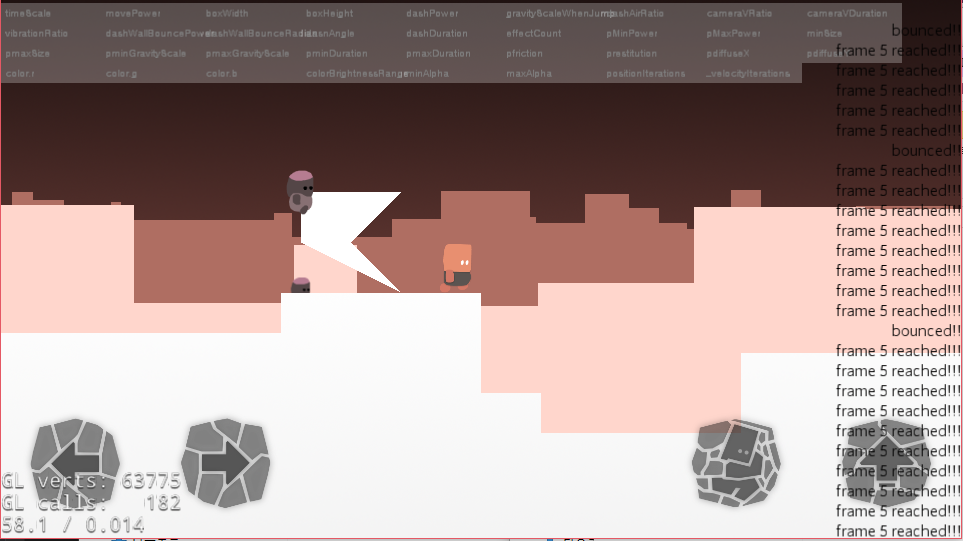 timeScale movePower boxWidth boxHeight dashPower gravityScaleWhenJump dashAirRatio cameraVRatio cameraVDuration
vibrationRatio dashWallBouncePower dashWallBounceRadian dashAngle dashDuration effectCount pMinPower pMaxPower minSize
pmaxSize pminGravityScale pmaxGravityScale pminDuration pmaxDuration pfriction prestitution pdiffuseX
color.r color.g color.b colorBrightnessRange minAlpha maxAlpha positionIterations _velocityIterations
bounced!!
frame 5 reached!!!
frame 5 reached!!!
frame 5 reached!!!
frame 5 reached!!!
frame 5 reached!!!
bounced!!
frame 5 reached!!!
frame 5 reached!!!
frame 5 reached!!!
frame 5 reached!!!
frame 5 reached!!!
frame 5 reached!!!
frame 5 reached!!!
frame 5 reached!!!
bounced!!
frame 5 reached!!!
frame 5 reached!!!
frame 5 reached!!!
frame 5 reached!!!
frame 5 reached!!!
frame 5 reached!!!
frame 5 reached!!!
frame 5 reached!!!
frame 5 reached!!!
frame 5 reached!!!
GL verts: 63775
GL calls: 182
58.1 / 0.014